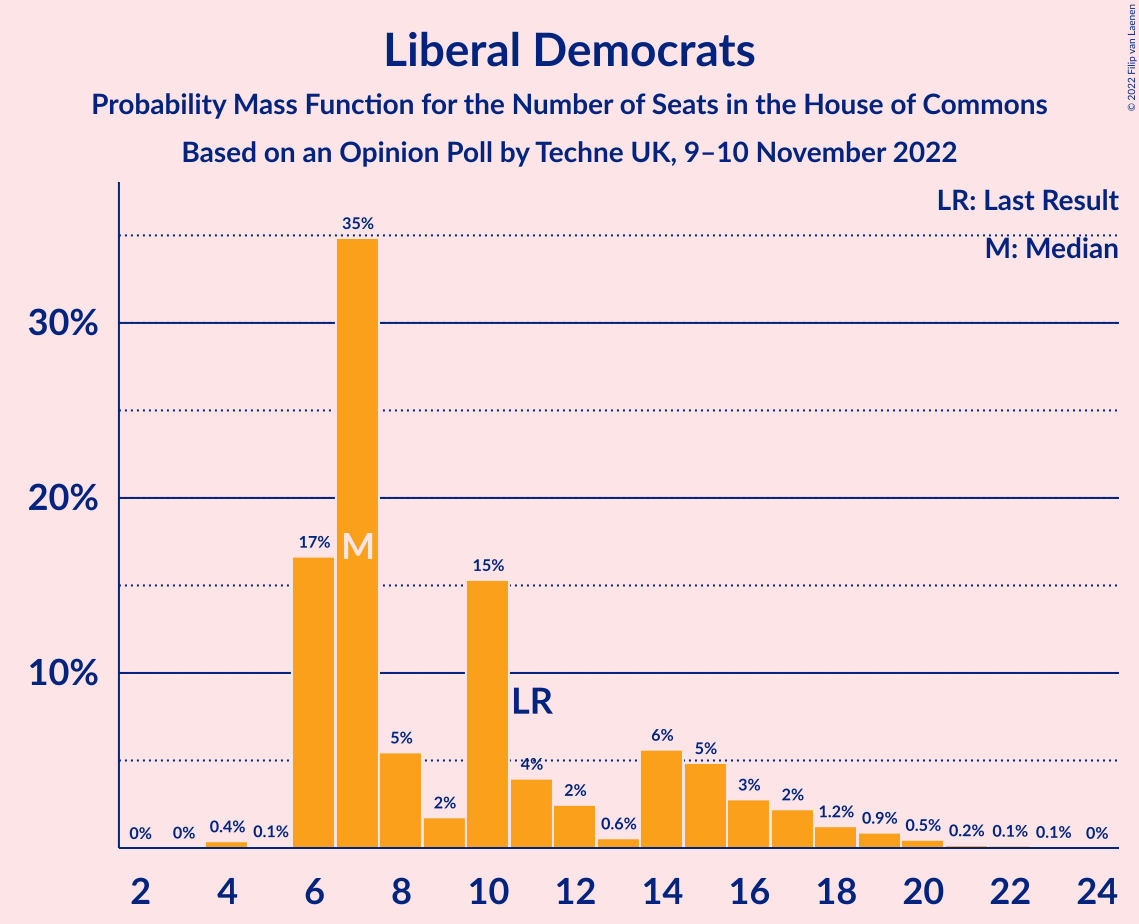 © 2022 Filip van Laenen
Liberal Democrats
Probability Mass Function for the Number of Seats in the House of Commons
Based on an Opinion Poll by Techne UK, 9–10 November 2022
LR: Last Result
M: Median
30%
20%
10%
0% 0% 0.4% 0.1% 17% 35% 5% 2% 15% 4% 2% 0.6% 6% 5% 3% 2% 1.2% 0.9% 0.5% 0.2% 0.1% 0.1% 0%
M
LR
2 4 6 8 10 12 14 16 18 20 22 24